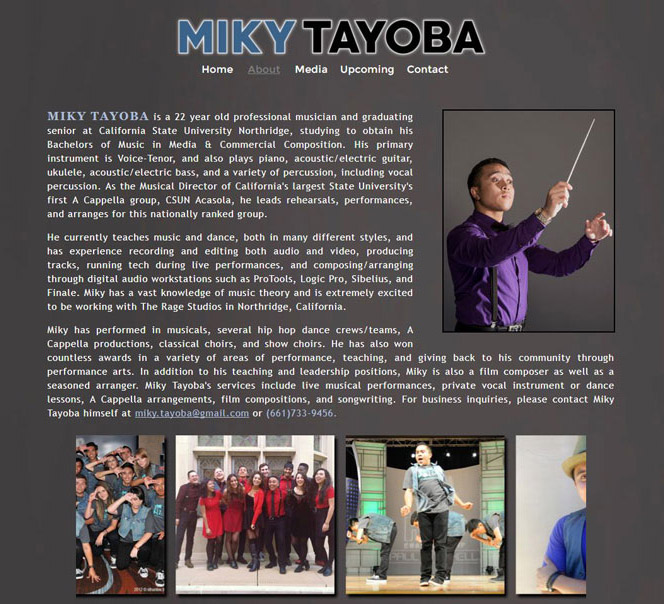 MIKY TAYOBA
Home About Media Upcoming Contact
MIKY TAYOBA is a 22 year old professional musician and graduating
senior at California State University Northridge, studying to obtain his
Bachelors of Music in Media & Commercial Composition. His primary
instrument is Voice-Tenor, and also plays piano, acoustic/electric guitar,
ukulele, acoustic/electric bass, and a variety of percussion, including vocal
percussion. As the Musical Director of California's largest State University's
first A Cappella group, CSUN Acasola, he leads rehearsals, performances,
and arranges for this nationally ranked group.
He currently teaches music and dance, both in many different styles, and
has experience recording and editing both audio and video, producing
tracks, running tech during live performances, and composing/arranging
through digital audio workstations such as ProTools, Logic Pro, Sibelius, and
Finale. Miky has a vast knowledge of music theory and is extremely excited
to be working with The Rage Studios in Northridge, California.
Miky has performed in musicals, several hip hop dance crews/teams, A
Cappella productions, classical choirs, and show choirs. He has also won
countless awards in a variety of areas of performance, teaching, and giving back to his community through
performance arts. In addition to his teaching and leadership positions, Miky is also a film composer as well as a
seasoned arranger. Miky Tayoba's services include live musical performances, private vocal instrument or dance
lessons, A Cappella arrangements, film compositions, and songwriting. For business inquiries, please contact Miky
Tayoba himself at miky.tayoba@gmail.com or (661)733-9456.